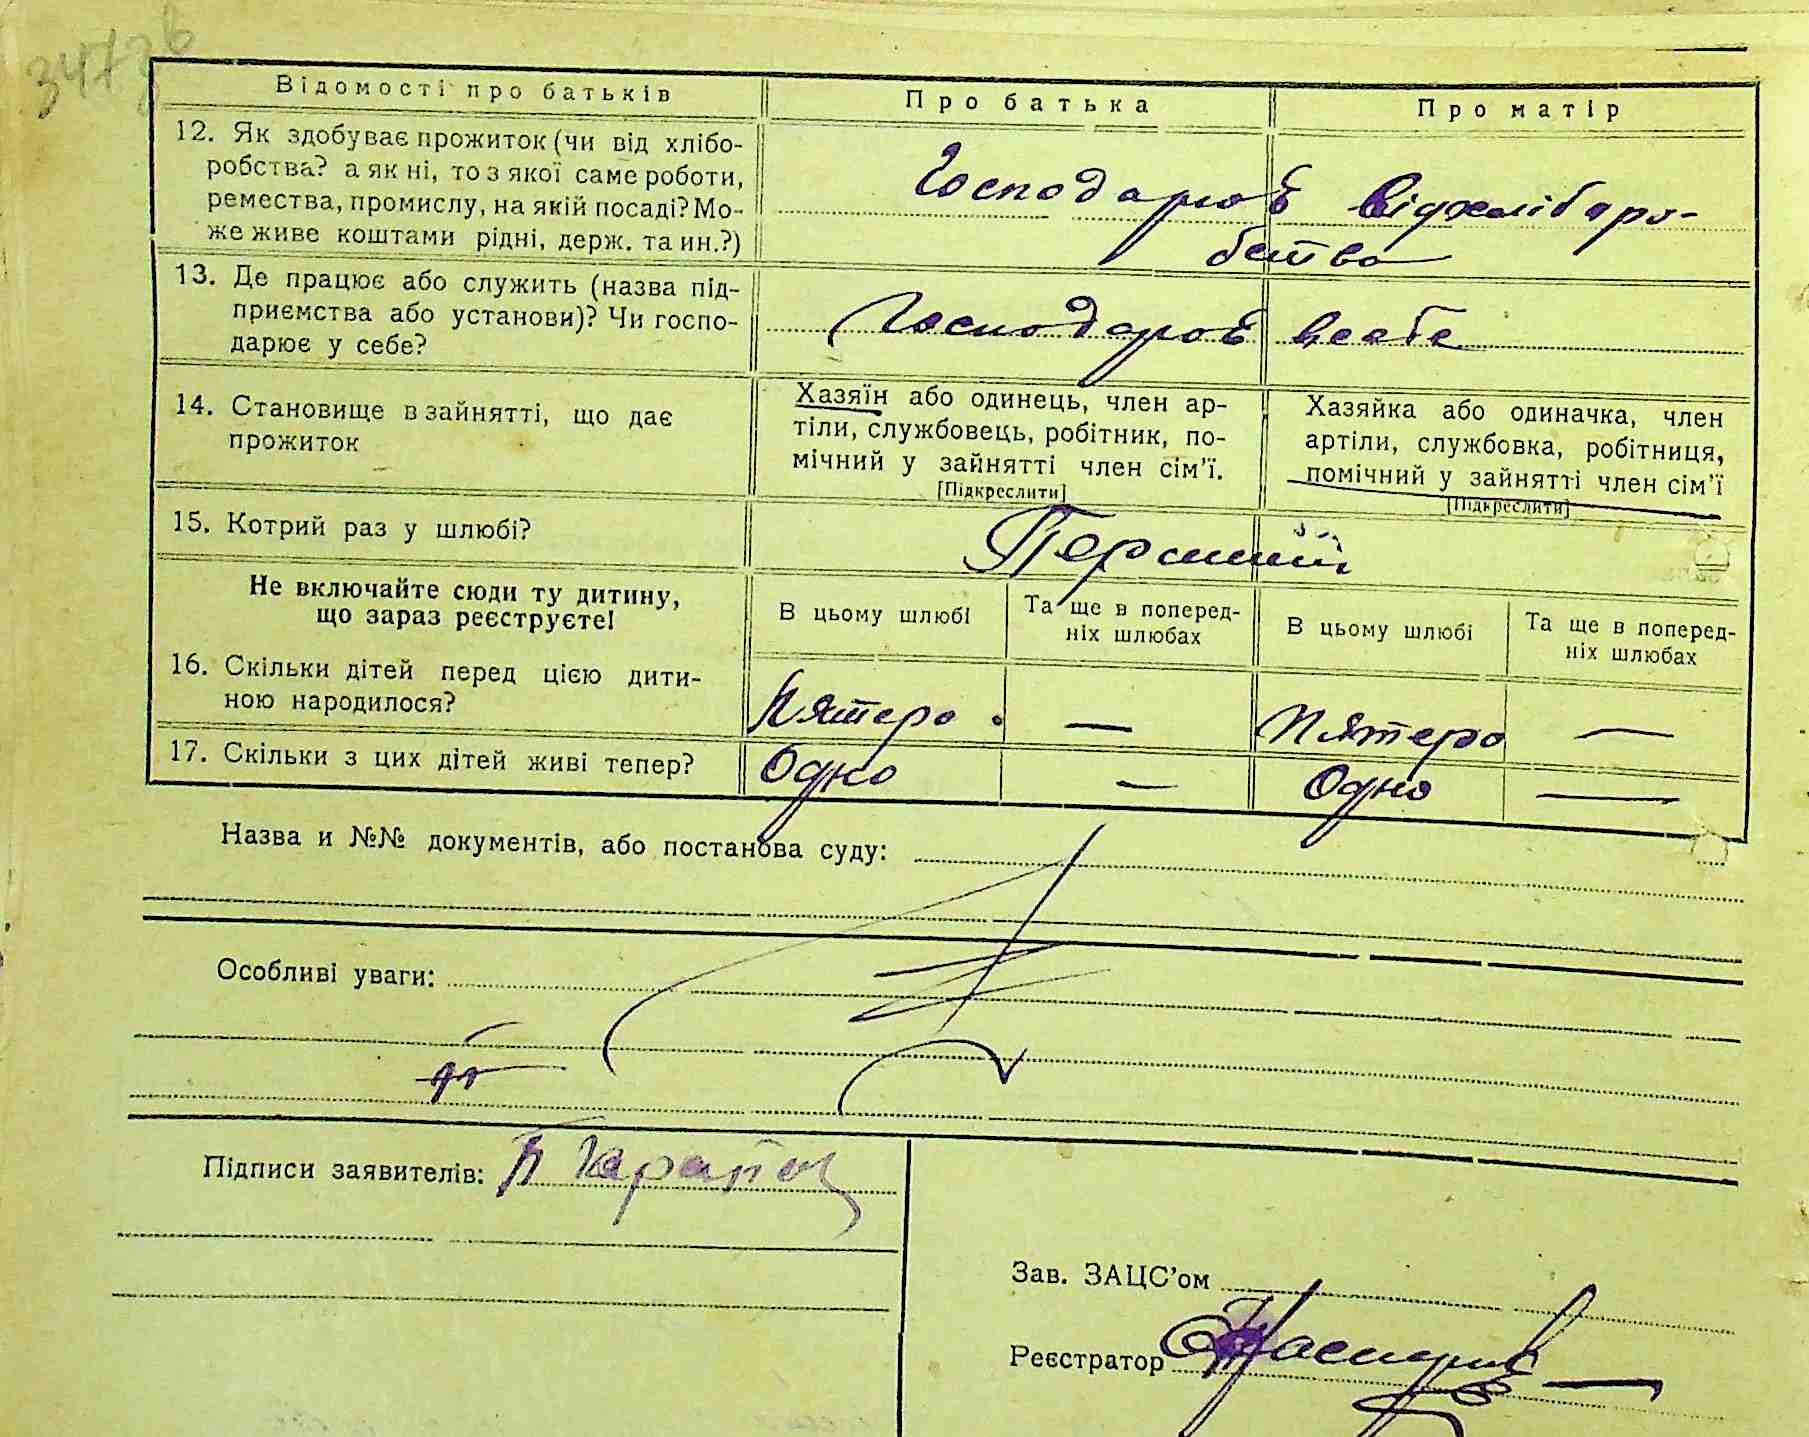 Відомості про батьків
Про батька
Про матір
12. Як здобуває прожиток (чи від хлібо-
робства? а як ні, то з якої саме роботи,
ремества, промислу, на якій посаді? Мо-
же живе коштами рідні, держ. та ин.?)
Господарює від хлібаро-
бства
13. Де працює або служить (назва під-
приємства або установи)? Чи госпо-
дарює у себе?
Господарює в себе
14. Становище в зайнятті, що дає
прожиток
Хазяїн або одинець, член ар-
тіли, службовець, робітник, по-
мічний у зайнятті член сім'ї.
[Підкреслити]
Хазяйка або одиначка, член
артіли, службовка, робітниця,
помічний у зайнятті член сім'ї
[Підкреслити]
15. Котрий раз у шлюбі?
Перший
Не включайте сюди ту дитину,
що зараз реєструєте!
В цьому шлюбі
Та ще в поперед-
ніх шлюбах
В цьому шлюбі
Та ще в поперед-
ніх шлюбах
16. Скільки дітей перед цією дити-
ною народилося?
Пятеро — Пятеро —
17. Скільки з цих дітей живі тепер?
Одно — Одно —
Назва и №№ документів, або постанова суду:
Особливі уваги:
Підписи заявителів:
Зав. ЗАЦС'ом
Реєстратор